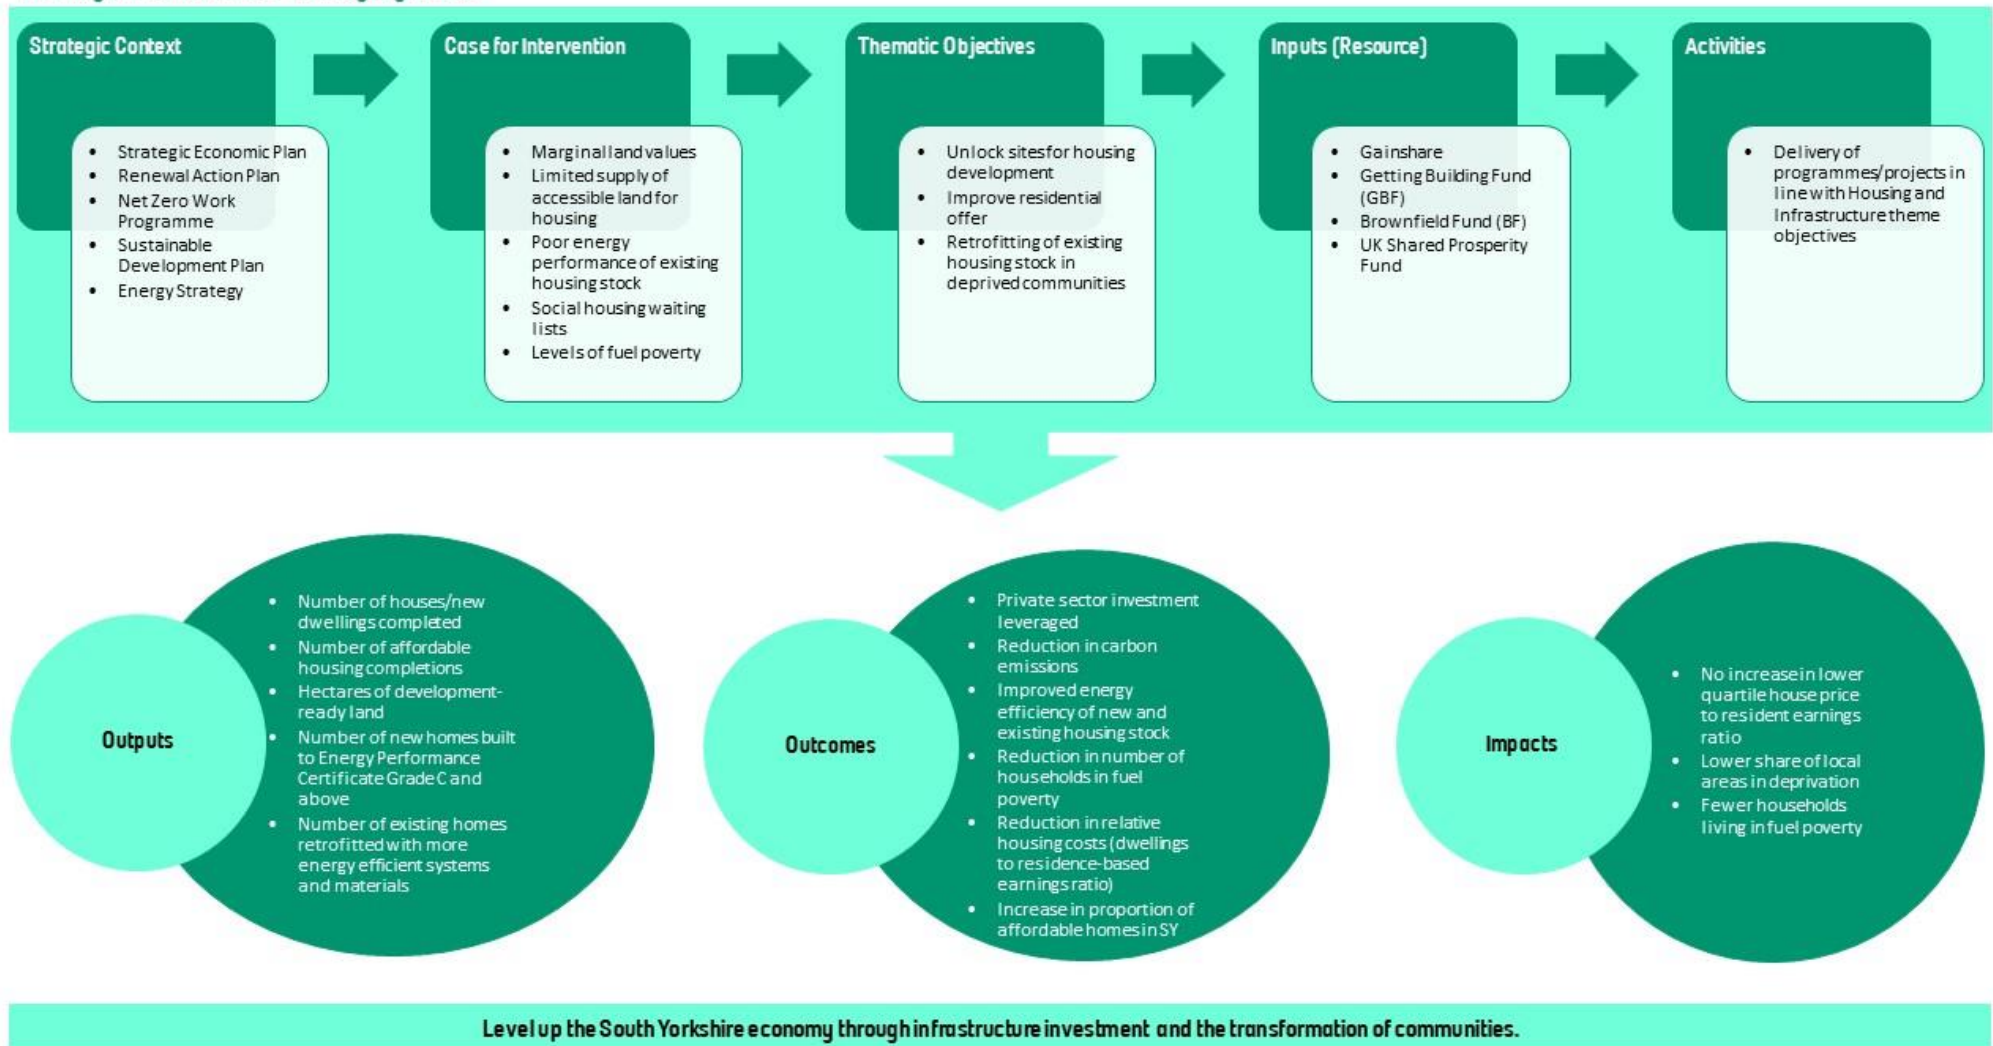 Strategic Context
Strategic Economic Plan
Renewal Action Plan
Net Zero Work
Programme
Sustainable
Development Plan
Energy Strategy
Case for Intervention
Marginal land values
Limited supply of
accessible land for
housing
Poor energy
performance of existing
housing stock
Social housing waiting
lists
Levels of fuel poverty
Thematic Objectives
Unlock sites for housing
development
Improve residential
offer
Retrofitting of existing
housing stock in
deprived communities
Inputs (Resource)
Gainshare
Getting Building Fund
(GBF)
Brownfield Fund (BF)
UK Shared Prosperity
Fund
Activities
Delivery of
programmes/projects in
line with Housing and
Infrastructure theme
objectives
Outputs
Number of houses/new
dwellings completed
Number of affordable
housing completions
Hectares of development-
ready land
Number of new homes built
to Energy Performance
Certificate Grade C and
above
Number of existing homes
retrofitted with more
energy efficient systems
and materials
Outcomes
Private sector investment
leveraged
Reduction in carbon
emissions
Improved energy
efficiency of new and
existing housing stock
Reduction in number of
households in fuel
poverty
Reduction in relative
housing costs (dwellings
to residence-based
earnings ratio)
Increase in proportion of
affordable homes in SY
Impacts
No increase in lower
quartile house price
to resident earnings
ratio
Lower share of local
areas in deprivation
Fewer households
living in fuel poverty
Level up the South Yorkshire economy through infrastructure investment and the transformation of communities.